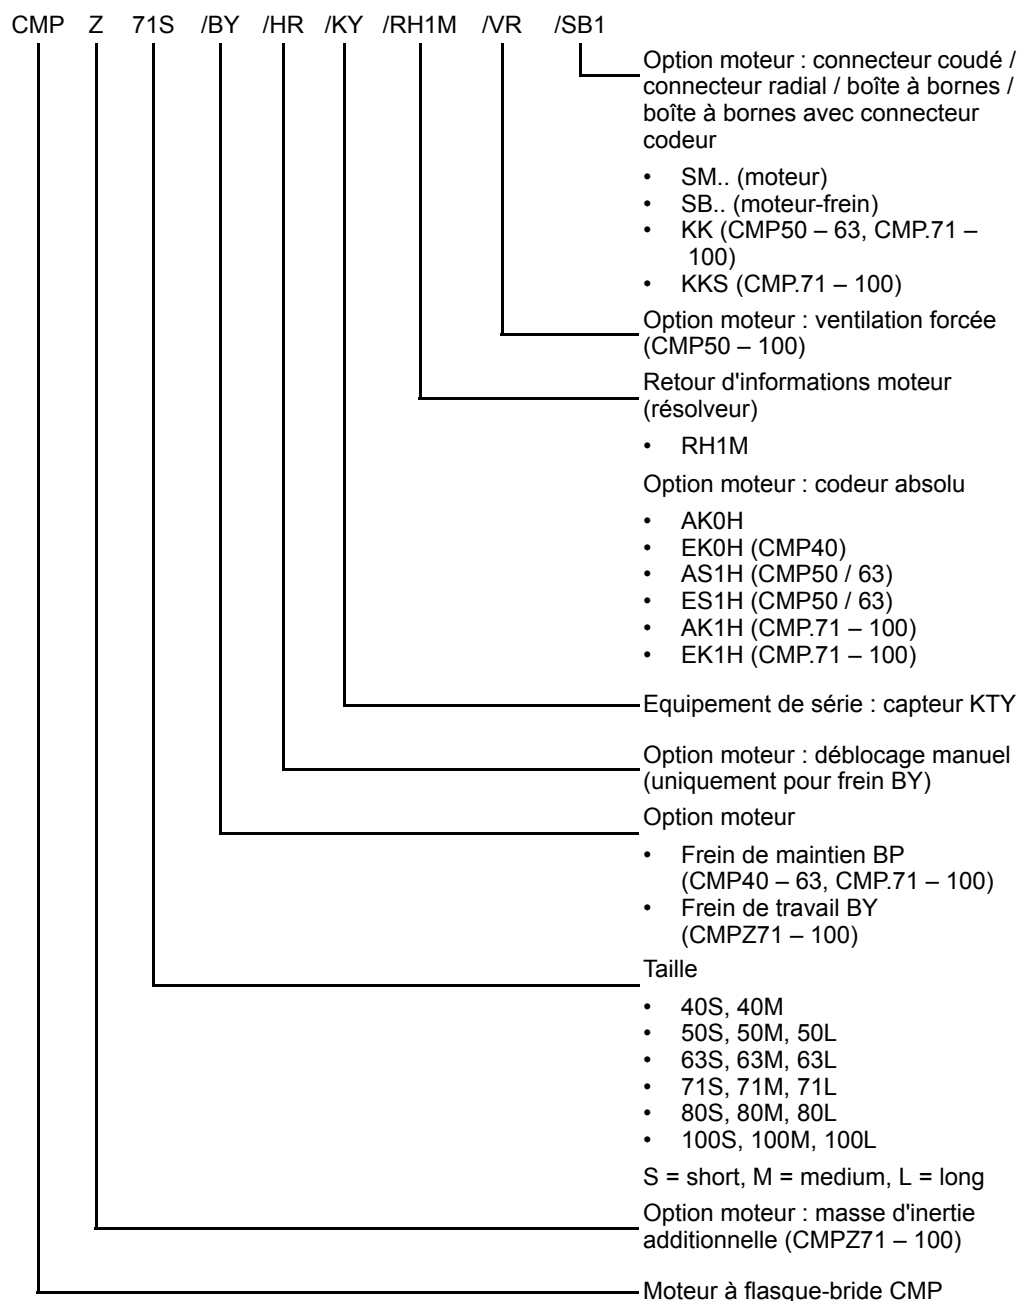 CMP Z 71S /BY /HR /KY /RH1M /VR /SB1
Option moteur : connecteur coudé /
connecteur radial / boîte à bornes /
boîte à bornes avec connecteur
codeur
• SM.. (moteur)
• SB.. (moteur-frein)
• KK (CMP50 – 63, CMP.71 –
100)
• KKS (CMP.71 – 100)
Option moteur : ventilation forcée
(CMP50 – 100)
Retour d'informations moteur
(résolveur)
• RH1M
Option moteur : codeur absolu
• AK0H
• EK0H (CMP40)
• AS1H (CMP50 / 63)
• ES1H (CMP50 / 63)
• AK1H (CMP.71 – 100)
• EK1H (CMP.71 – 100)
Equipement de série : capteur KTY
Option moteur : déblocage manuel
(uniquement pour frein BY)
Option moteur
• Frein de maintien BP
(CMP40 – 63, CMP.71 – 100)
• Frein de travail BY
(CMPZ71 – 100)
Taille
• 40S, 40M
• 50S, 50M, 50L
• 63S, 63M, 63L
• 71S, 71M, 71L
• 80S, 80M, 80L
• 100S, 100M, 100L
S = short, M = medium, L = long
Option moteur : masse d'inertie
additionnelle (CMPZ71 – 100)
Moteur à flasque-bride CMP